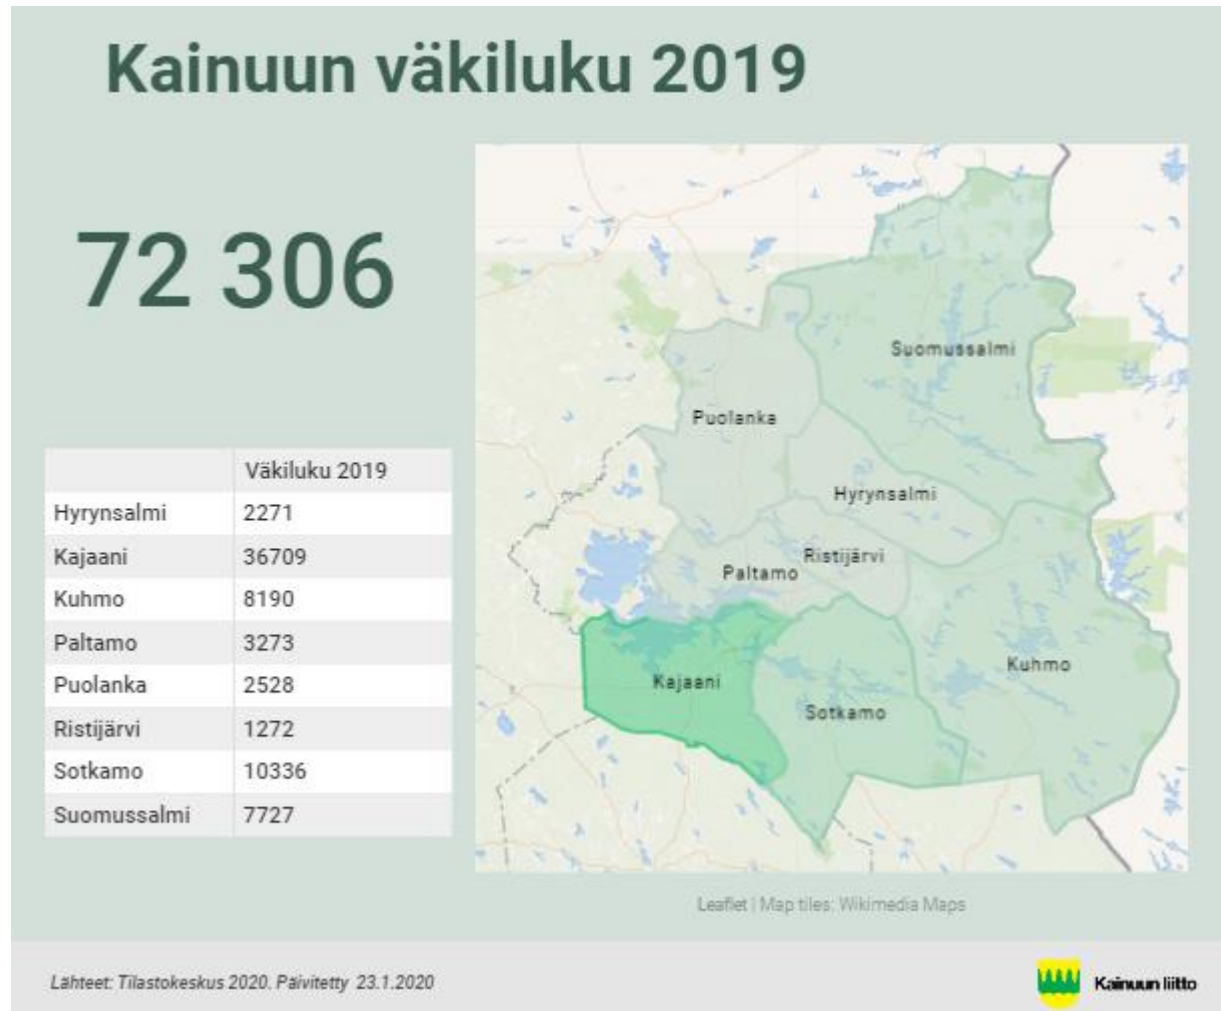 Kainuun väkiluku 2019
72 306
Väkiluku 2019
Hyrynsalmi 2271
Kajaani 36709
Kuhmo 8190
Paltamo 3273
Puolanka 2528
Ristijärvi 1272
Sotkamo 10336
Suomussalmi 7727
Suomussalmi
Puolanka
Hyrynsalmi
Ristijärvi
Paltamo
Kuhmo
Kajaani
Sotkamo
Leaflet | Map tiles: Wikimedia Maps
Lähteet: Tilastokeskus 2020. Päivitetty 23.1.2020
Kainuun liitto